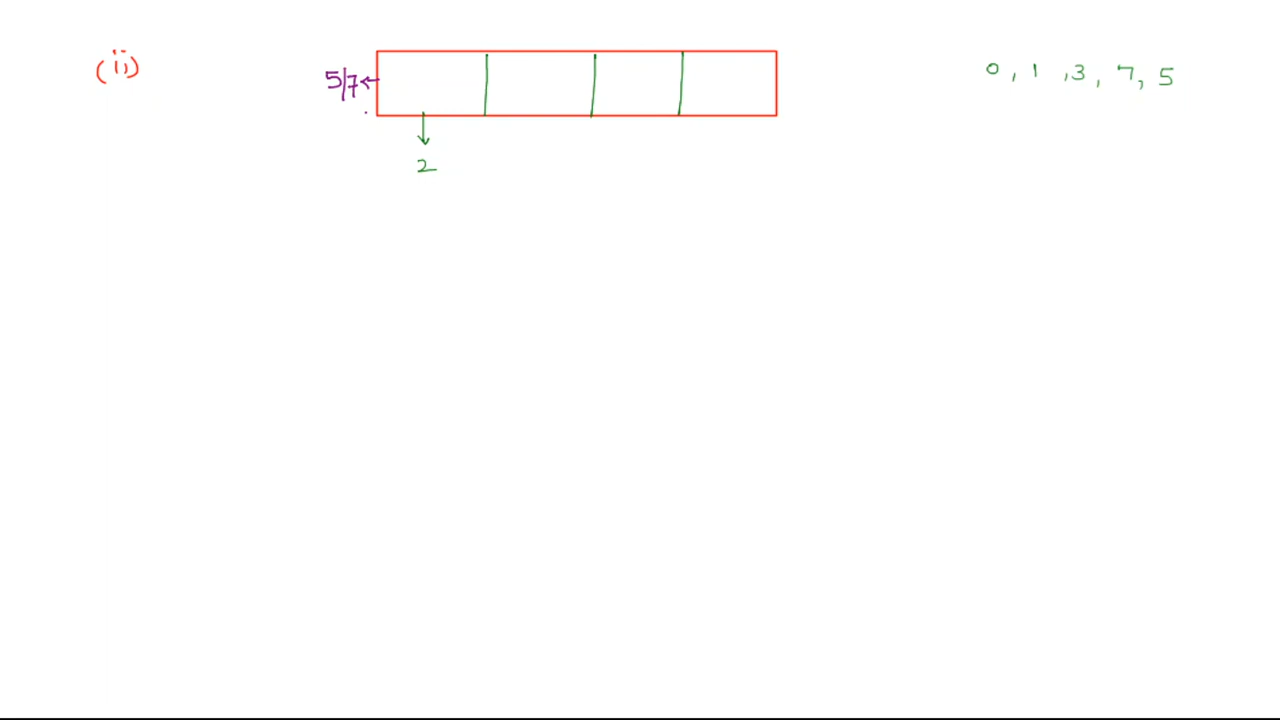 (ii)
5/7
0, 1, 3, 7, 5
2